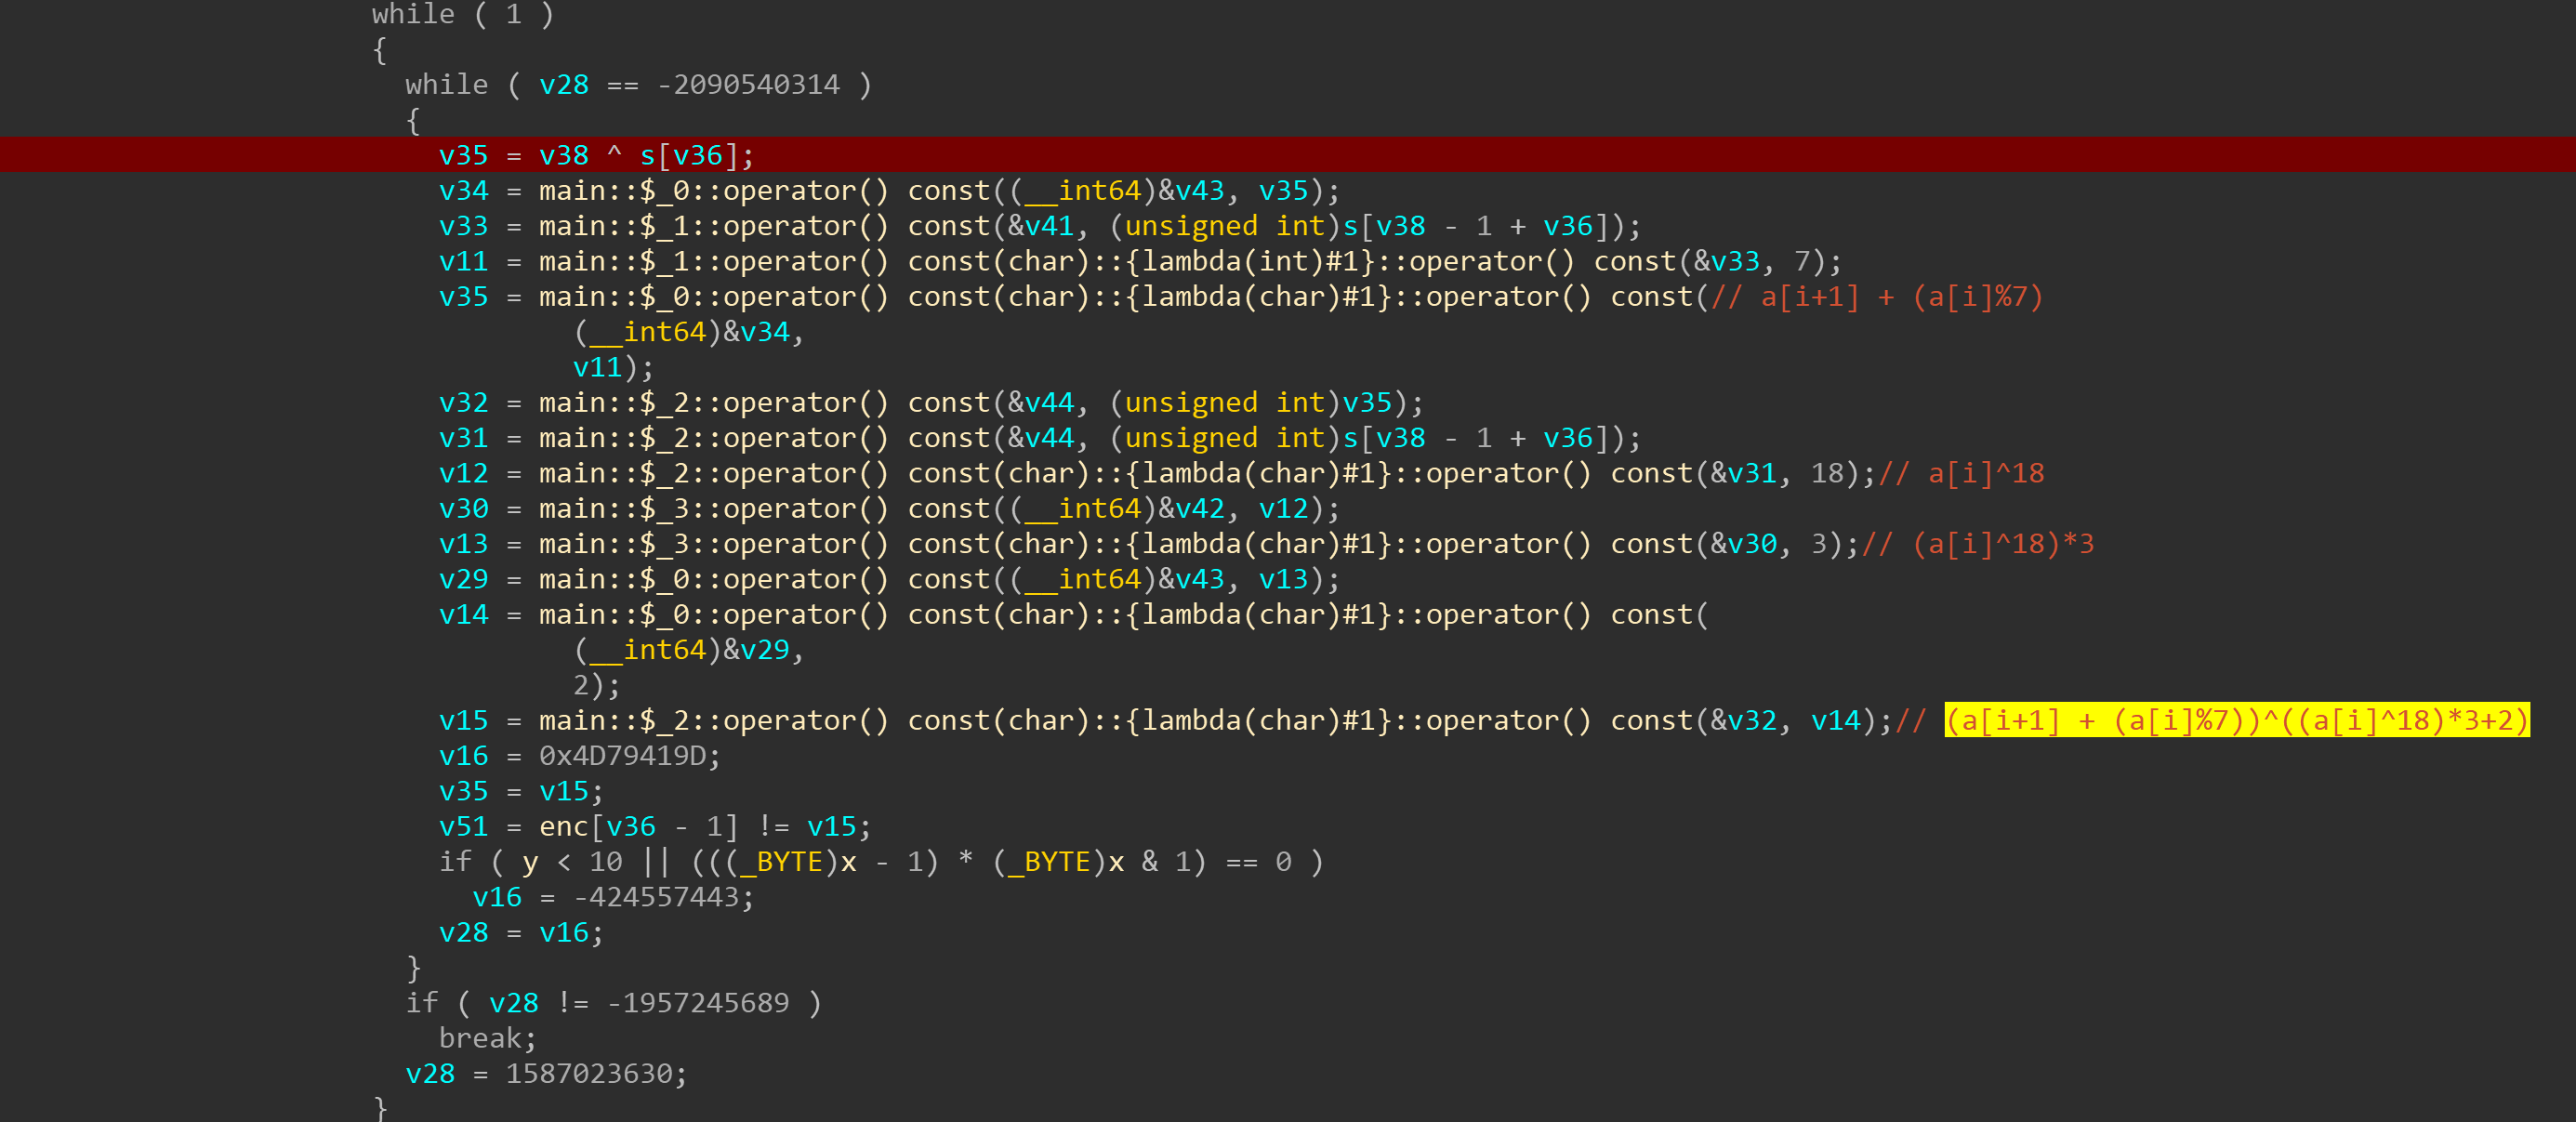 while ( 1 )
{
while ( v28 == -2090540314 )
{
v35 = v38 ^ s[v36];
v34 = main::$_0::operator() const((__int64)&v43, v35);
v33 = main::$_1::operator() const(&v41, (unsigned int)s[v38 - 1 + v36]);
v11 = main::$_1::operator() const(char)::{lambda(int)#1}::operator() const(&v33, 7);
v35 = main::$_0::operator() const(char)::{lambda(char)#1}::operator() const(// a[i+1] + (a[i]%7)
(__int64)&v34,
v11);
v32 = main::$_2::operator() const(&v44, (unsigned int)v35);
v31 = main::$_2::operator() const(&v44, (unsigned int)s[v38 - 1 + v36]);
v12 = main::$_2::operator() const(char)::{lambda(char)#1}::operator() const(&v31, 18);// a[i]^18
v30 = main::$_3::operator() const((__int64)&v42, v12);
v13 = main::$_3::operator() const(char)::{lambda(char)#1}::operator() const(&v30, 3);// (a[i]^18)*3
v29 = main::$_0::operator() const((__int64)&v43, v13);
v14 = main::$_0::operator() const(char)::{lambda(char)#1}::operator() const(
(__int64)&v29,
2);
v15 = main::$_2::operator() const(char)::{lambda(char)#1}::operator() const(&v32, v14);// (a[i+1] + (a[i]%7))^((a[i]^18)*3+2)
v16 = 0x4D79419D;
v35 = v15;
v51 = enc[v36 - 1] != v15;
if ( y < 10 || (((_BYTE)x - 1) * (_BYTE)x & 1) == 0 )
v16 = -424557443;
v28 = v16;
}
if ( v28 != -1957245689 )
break;
v28 = 1587023630;
}